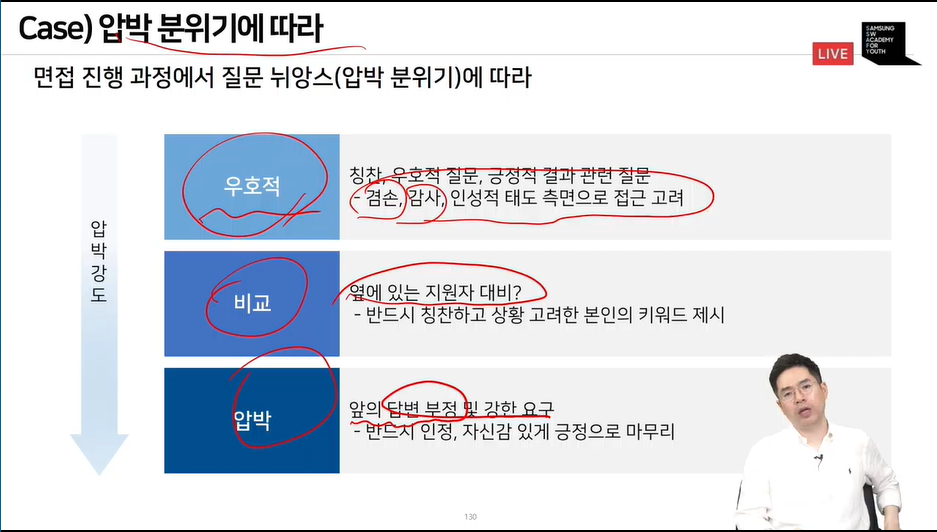 Case) 압박 분위기에 따라
LIVE
SAMSUNG
SW
ACADEMY
FOR
YOUTH
면접 진행 과정에서 질문 뉘앙스(압박 분위기)에 따라
압박강도
우호적
칭찬, 우호적 질문, 긍정적 결과 관련 질문
- 겸손, 감사, 인성적 태도 측면으로 접근 고려
비교
옆에 있는 지원자 대비?
- 반드시 칭찬하고 상황 고려한 본인의 키워드 제시
압박
앞의 답변 부정 및 강한 요구
- 반드시 인정, 자신감 있게 긍정으로 마무리
130